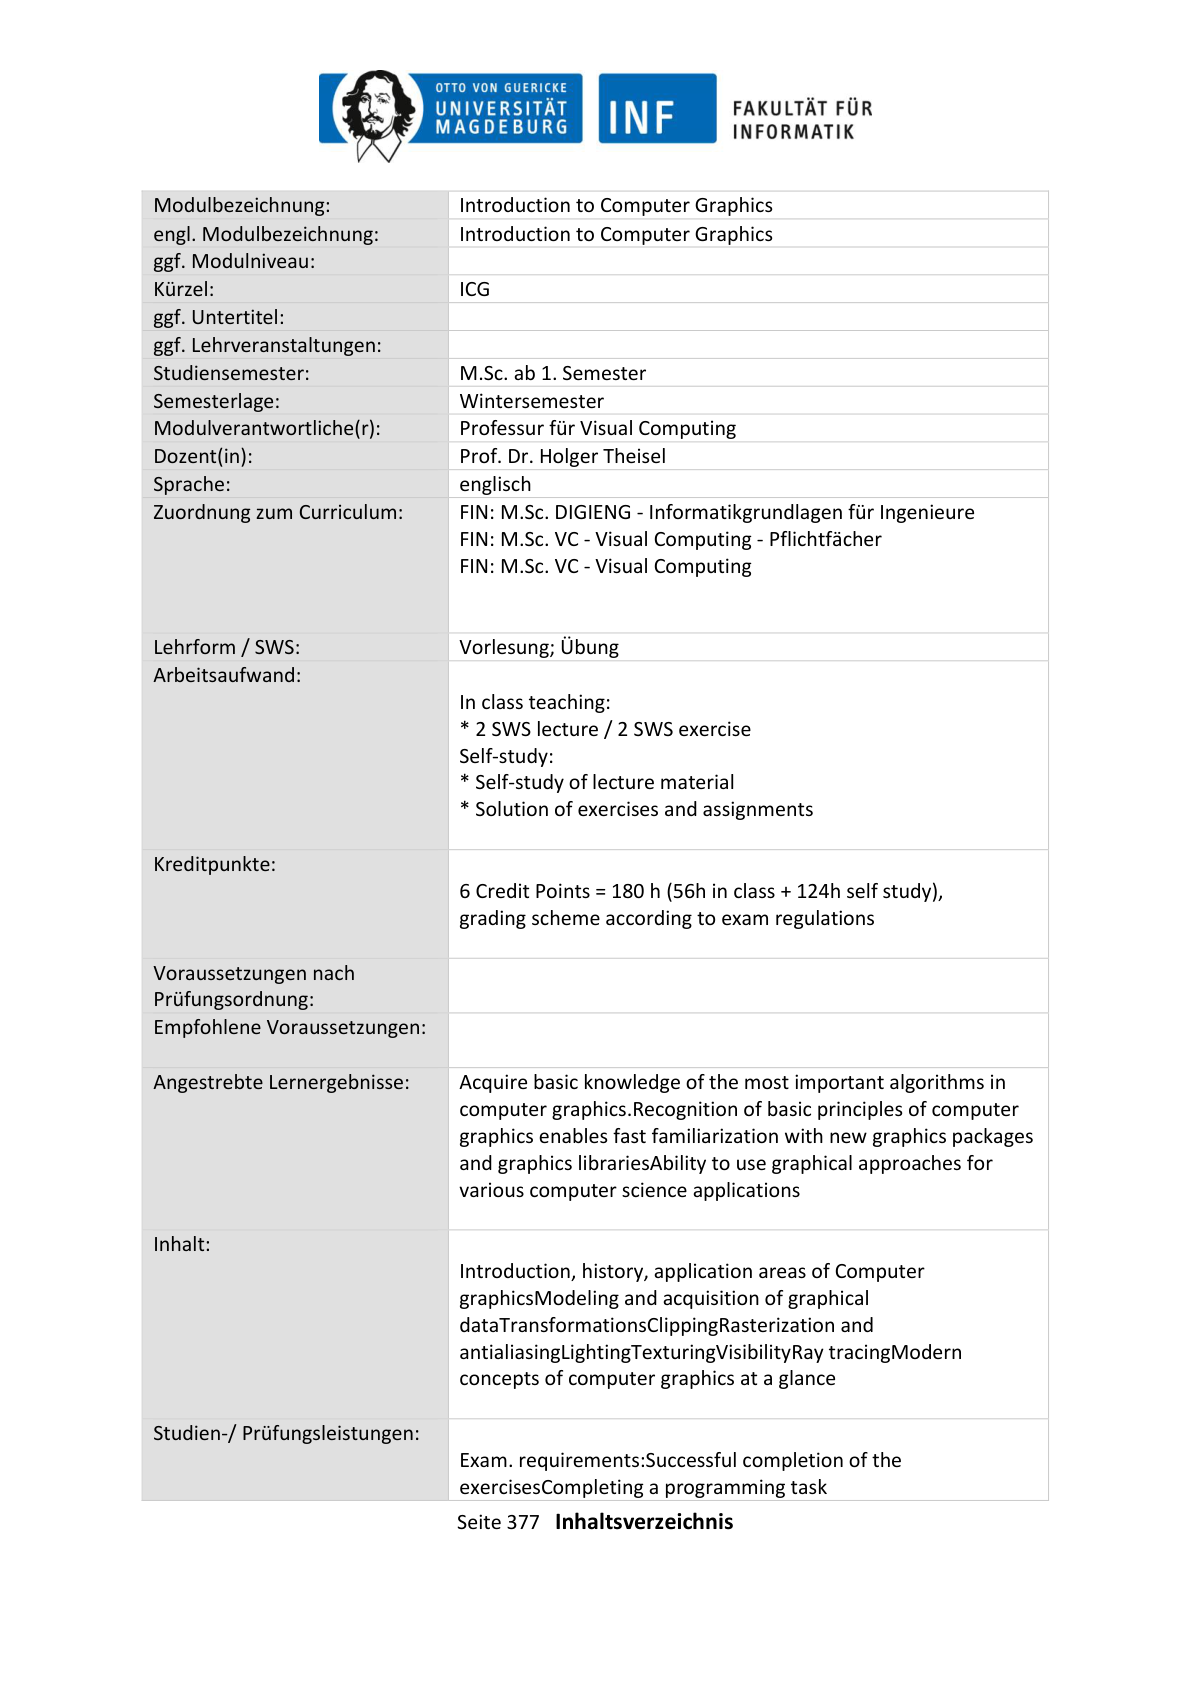 OTTO VON GUERICKE
UNIVERSITÄT
MAGDEBURG
INF
FAKULTÄT FÜR
INFORMATIK
Modulbezeichnung: Introduction to Computer Graphics
engl. Modulbezeichnung: Introduction to Computer Graphics
ggf. Modulniveau:
Kürzel: ICG
ggf. Untertitel:
ggf. Lehrveranstaltungen:
Studiensemester: M.Sc. ab 1. Semester
Semesterlage: Wintersemester
Modulverantwortliche(r): Professur für Visual Computing
Dozent(in): Prof. Dr. Holger Theisel
Sprache: englisch
Zuordnung zum Curriculum: FIN: M.Sc. DIGIENG - Informatikgrundlagen für Ingenieure
FIN: M.Sc. VC - Visual Computing - Pflichtfächer
FIN: M.Sc. VC - Visual Computing
Lehrform / SWS: Vorlesung; Übung
Arbeitsaufwand:
In class teaching:
* 2 SWS lecture / 2 SWS exercise
Self-study:
* Self-study of lecture material
* Solution of exercises and assignments
Kreditpunkte:
6 Credit Points = 180 h (56h in class + 124h self study),
grading scheme according to exam regulations
Voraussetzungen nach
Prüfungsordnung:
Empfohlene Voraussetzungen:
Angestrebte Lernergebnisse: Acquire basic knowledge of the most important algorithms in
computer graphics.Recognition of basic principles of computer
graphics enables fast familiarization with new graphics packages
and graphics librariesAbility to use graphical approaches for
various computer science applications
Inhalt:
Introduction, history, application areas of Computer
graphicsModeling and acquisition of graphical
dataTransformationsClippingRasterization and
antialiasingLightingTexturingVisibilityRay tracingModern
concepts of computer graphics at a glance
Studien-/ Prüfungsleistungen:
Exam. requirements:Successful completion of the
exercisesCompleting a programming task
Seite 377 Inhaltsverzeichnis